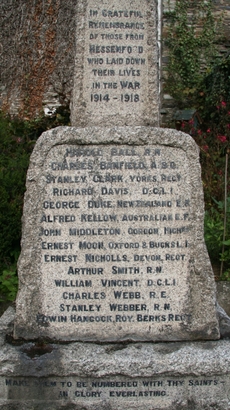 IN GRATEFUL
REMEMBRANCE
OF THOSE FROM
HESSENFORD
WHO LAID DOWN
THEIR LIVES
IN THE WAR
1914 – 1918
HAROLD BALL, R.N.
CHARLES BANFIELD, A.S.C.
STANLEY CLARK, YORKS. REGT.
RICHARD DAVIS, D.C.L.I.
GEORGE DUKE, NEW ZEALAND E.F.
ALFRED KELLOW, AUSTRALIAN E.F.
JOHN MIDDLETON, GORDON, HIGHRS
ERNEST MOON, OXFORD & BUCKS L.I.
ERNEST NICHOLLS, DEVON, REGT.
ARTHUR SMITH, R.N.
WILLIAM VINCENT, D.C.L.I.
CHARLES WEBB, R.E.
STANLEY WEBBER, R.N.
EDWIN HANCOCK, ROY. BERKS REGT.
MAKE THEM TO BE NUMBERED WITH THY SAINTS
IN GLORY EVERLASTING.